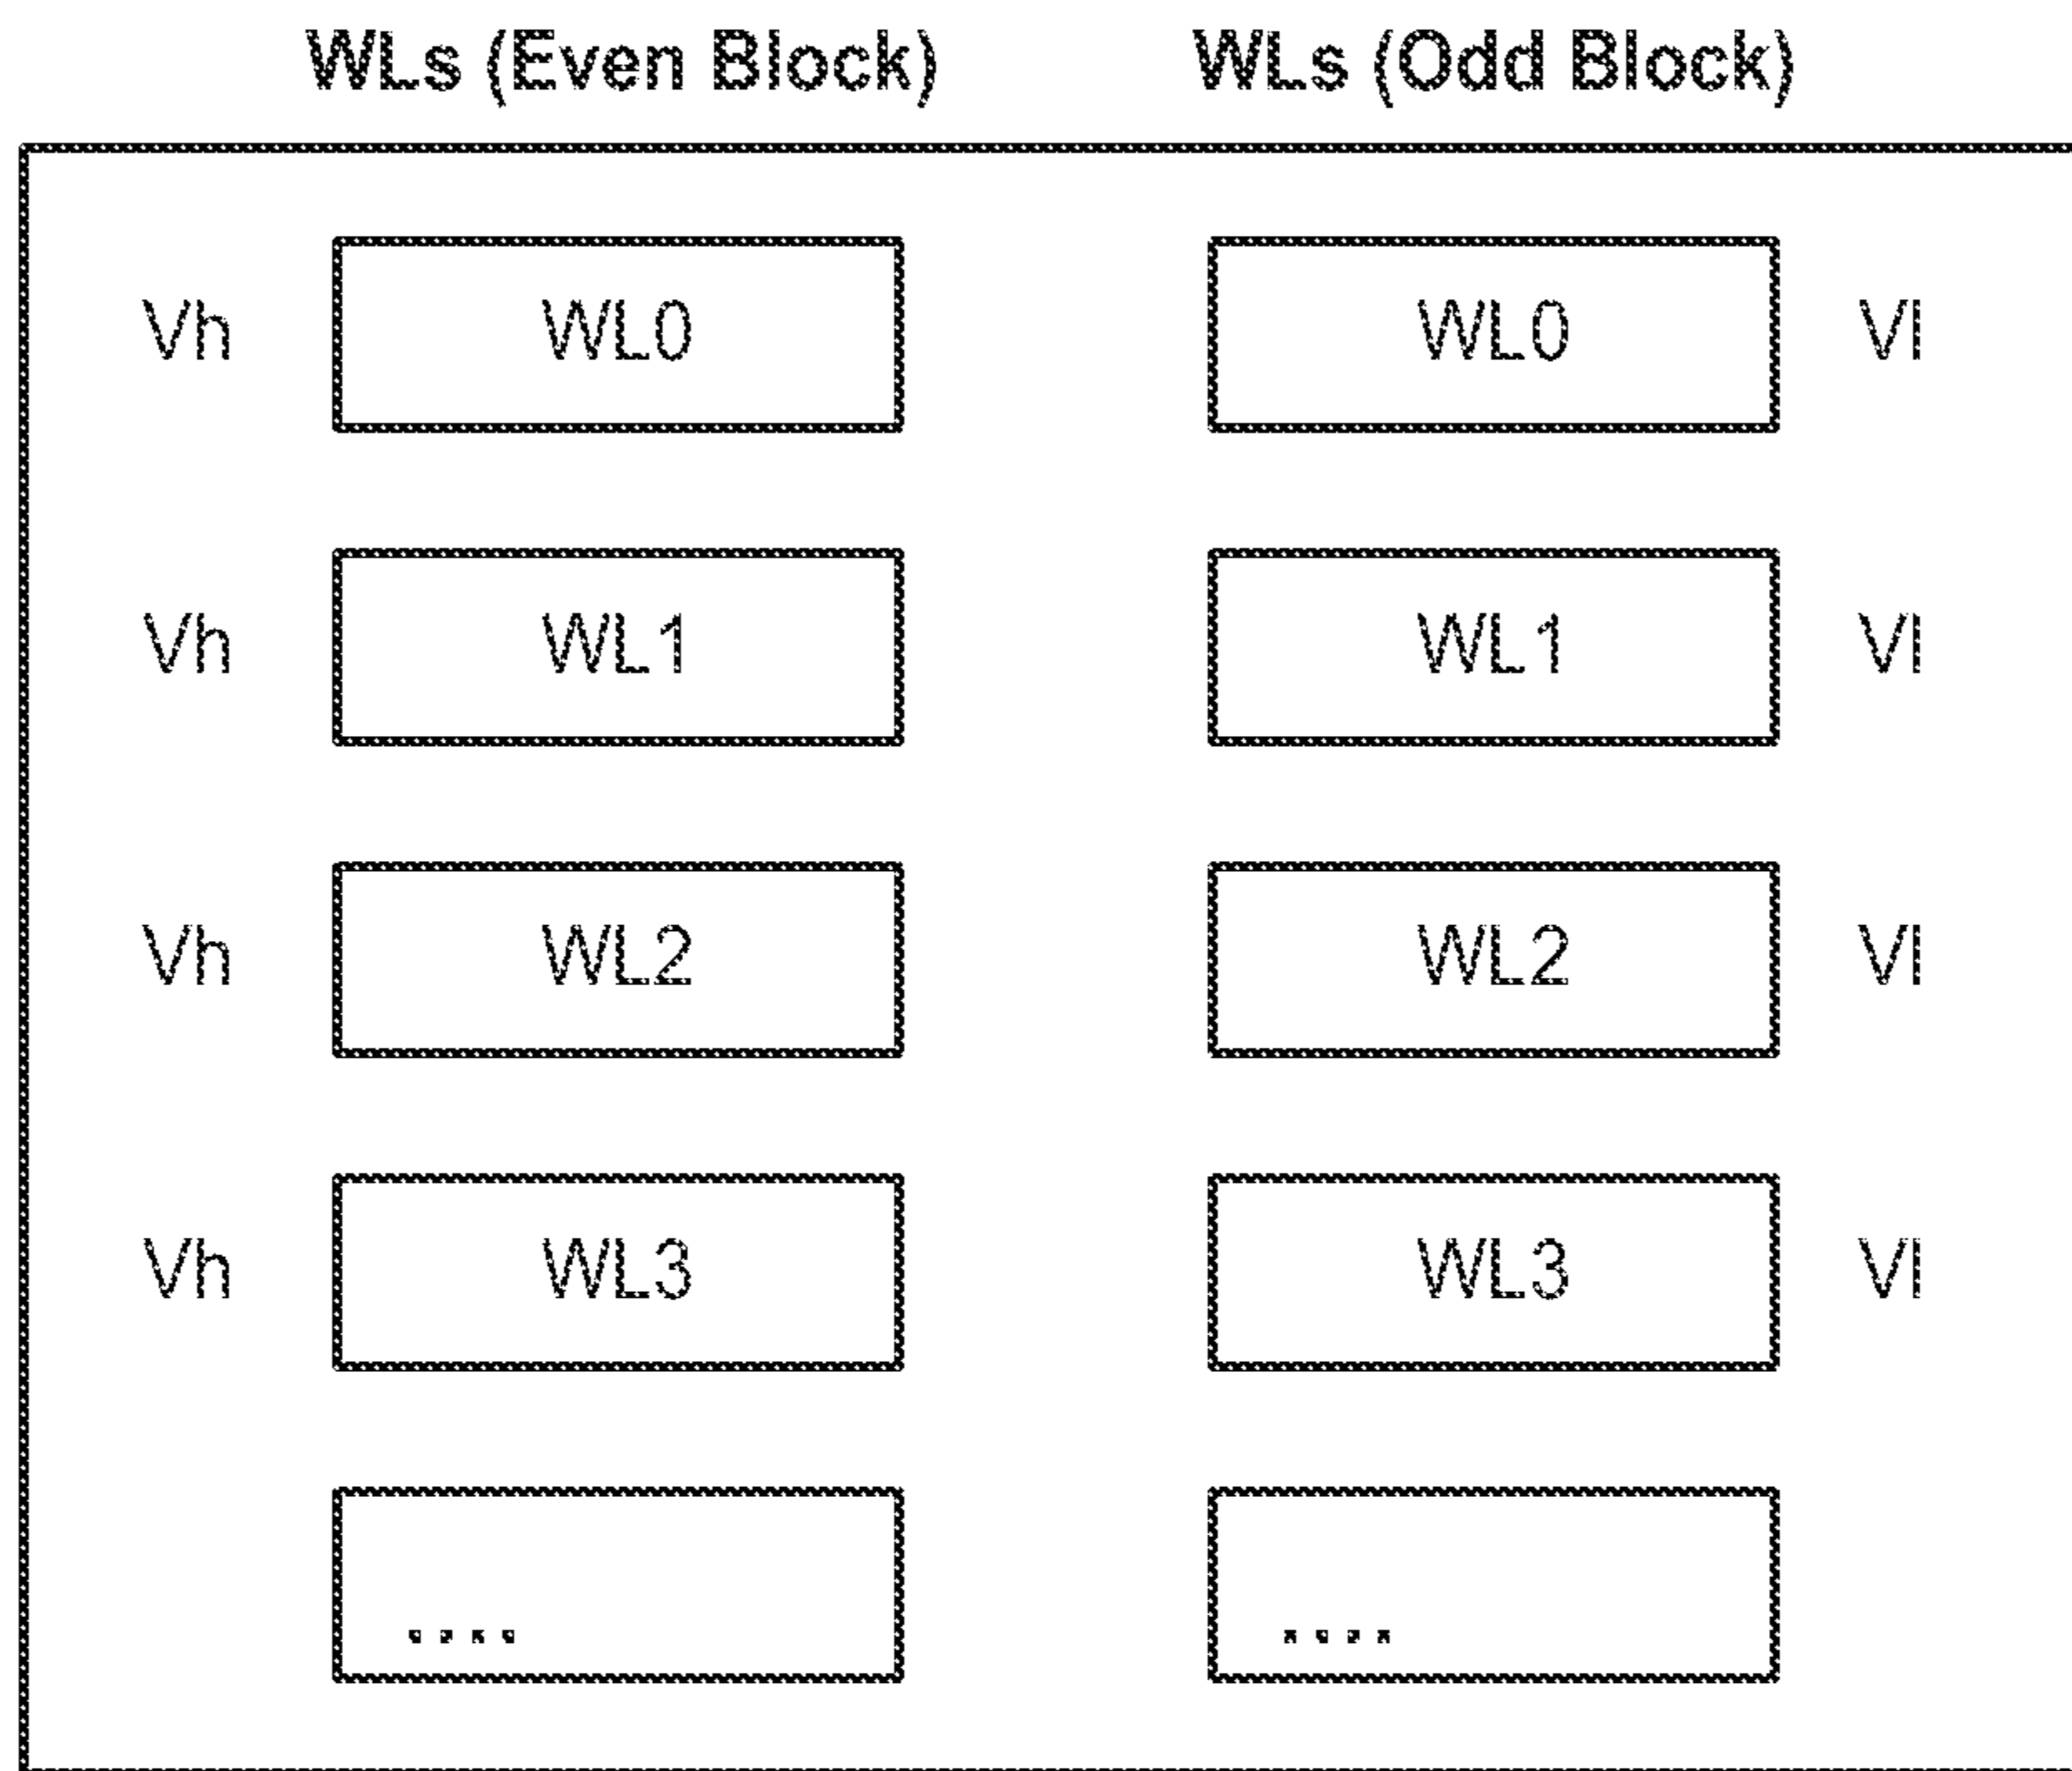 WLs (Even Block) WLs (Odd Block)
Vh WL0 WL0 Vl
Vh WL1 WL1 Vl
Vh WL2 WL2 Vl
Vh WL3 WL3 Vl
.... ....